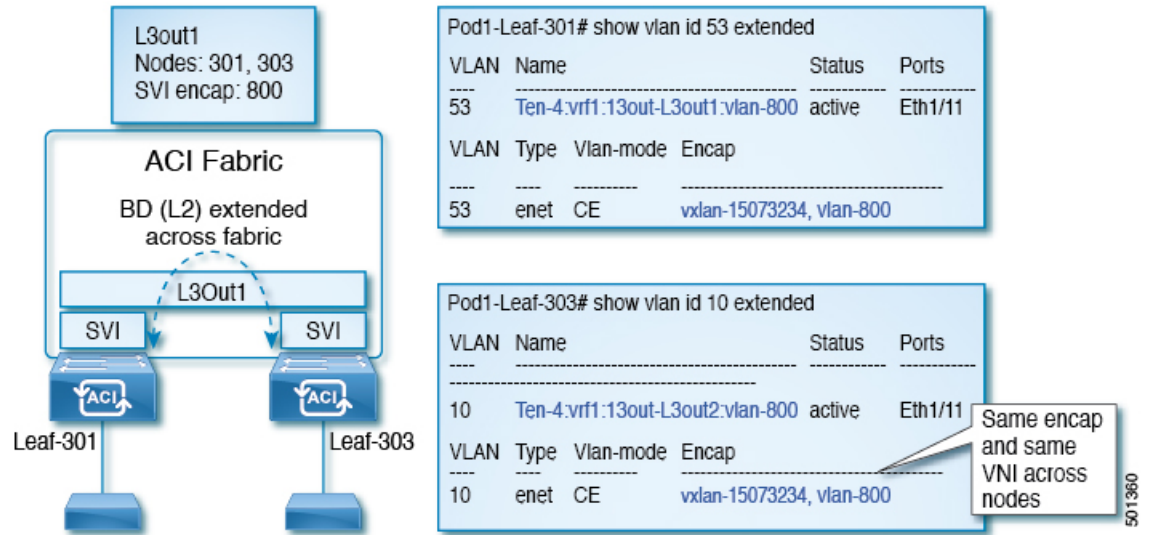 L3out1
Nodes: 301, 303
SVI encap: 800
ACI Fabric
BD (L2) extended
across fabric
L3Out1
SVI SVI
ACI ACI
Leaf-301 Leaf-303
Pod1-Leaf-301# show vlan id 53 extended
VLAN Name Status Ports
---- -------------------------------------------- ------------ ------------
53 Ten-4:vrf1:13out-L3out1:vlan-800 active Eth1/11
VLAN Type Vlan-mode Encap
---- ---- ---------- ----------------------------------------
53 enet CE vxlan-15073234, vlan-800
Pod1-Leaf-303# show vlan id 10 extended
VLAN Name Status Ports
---- -------------------------------------------- ------------ ------------
------------------------------------------------
10 Ten-4:vrf1:13out-L3out2:vlan-800 active Eth1/11
VLAN Type Vlan-mode Encap
---- ---- ---------- ----------------------------------------
10 enet CE vxlan-15073234, vlan-800
Same encap
and same
VNI across
nodes
501360